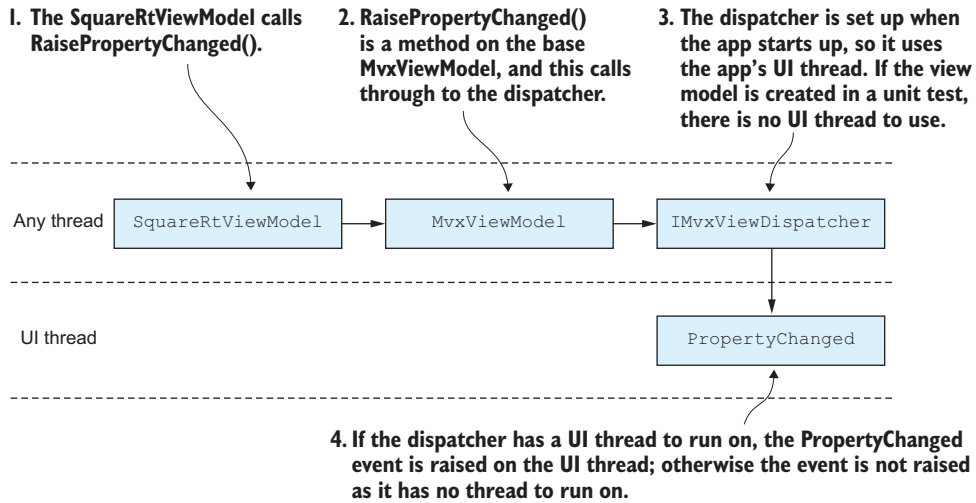 1. The SquareRtViewModel calls
RaisePropertyChanged().
2. RaisePropertyChanged()
is a method on the base
MvxViewModel, and this calls
through to the dispatcher.
3. The dispatcher is set up when
the app starts up, so it uses
the app’s UI thread. If the view
model is created in a unit test,
there is no UI thread to use.
Any thread
SquareRtViewModel
MvxViewModel
IMvxViewDispatcher
UI thread
PropertyChanged
4. If the dispatcher has a UI thread to run on, the PropertyChanged
event is raised on the UI thread; otherwise the event is not raised
as it has no thread to run on.